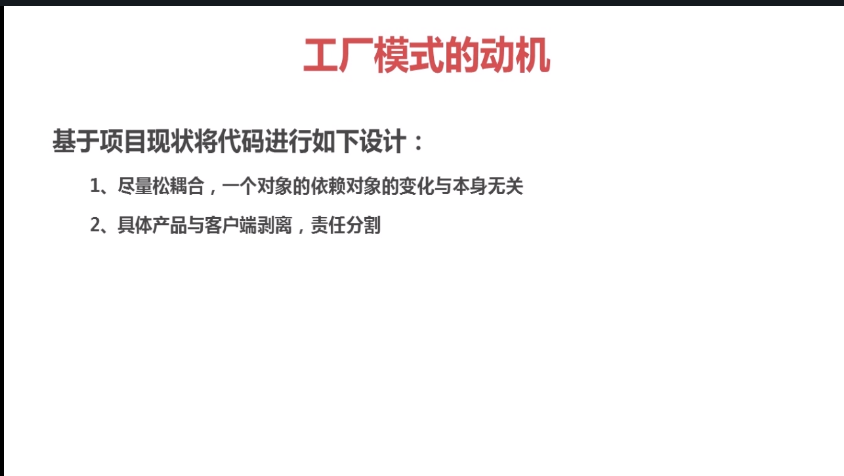 工厂模式的动机
基于项目现状将代码进行如下设计：
1、尽量松耦合，一个对象的依赖对象的变化与本身无关
2、具体产品与客户端剥离，责任分割